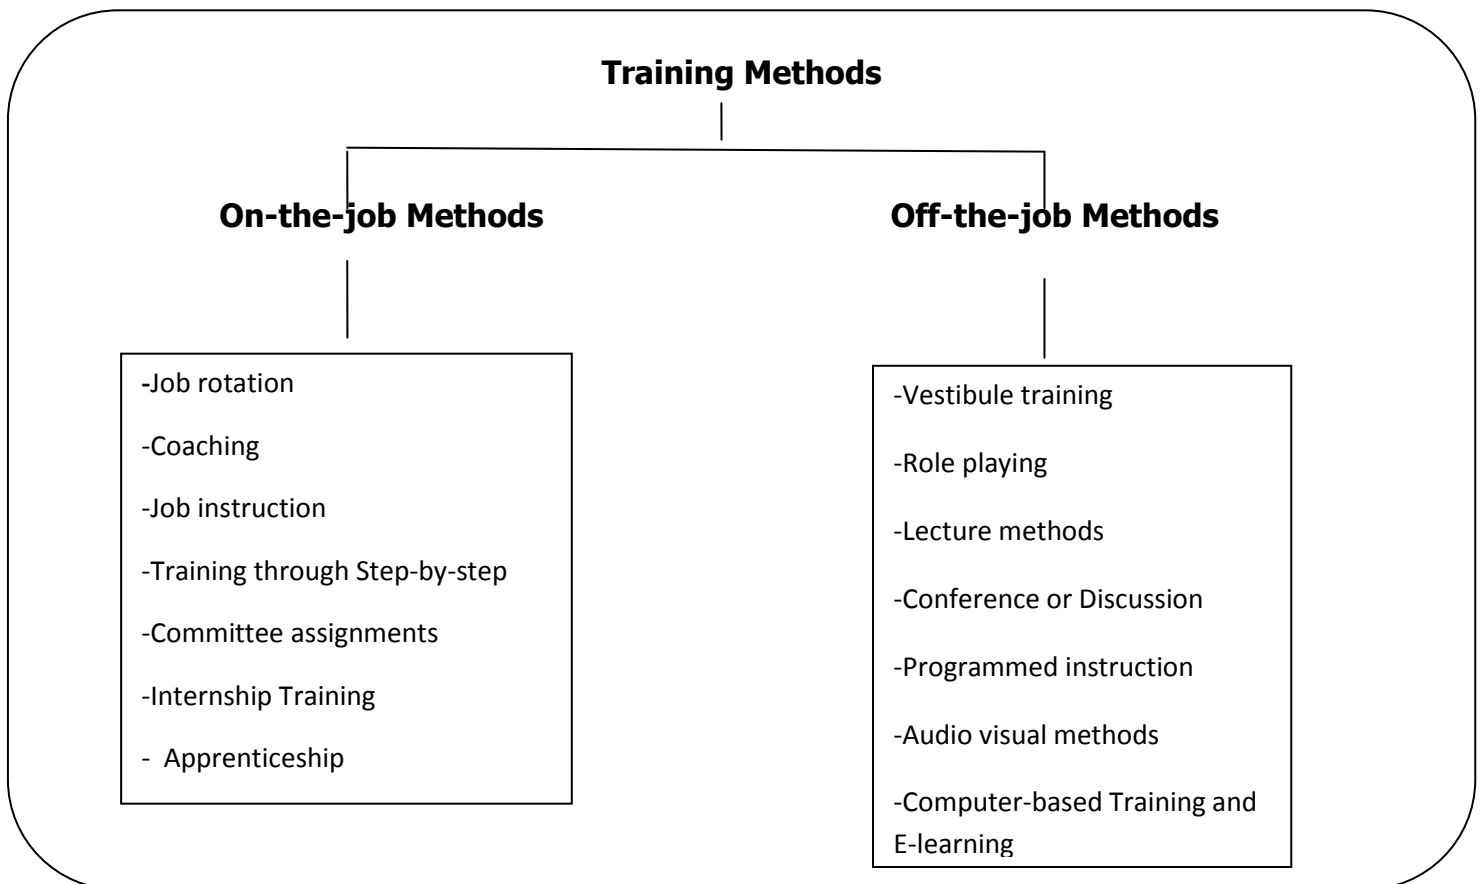 Training Methods
On-the-job Methods
Off-the-job Methods
-Job rotation
-Coaching
-Job instruction
-Training through Step-by-step
-Committee assignments
-Internship Training
- Apprenticeship
-Vestibule training
-Role playing
-Lecture methods
-Conference or Discussion
-Programmed instruction
-Audio visual methods
-Computer-based Training and
E-learning